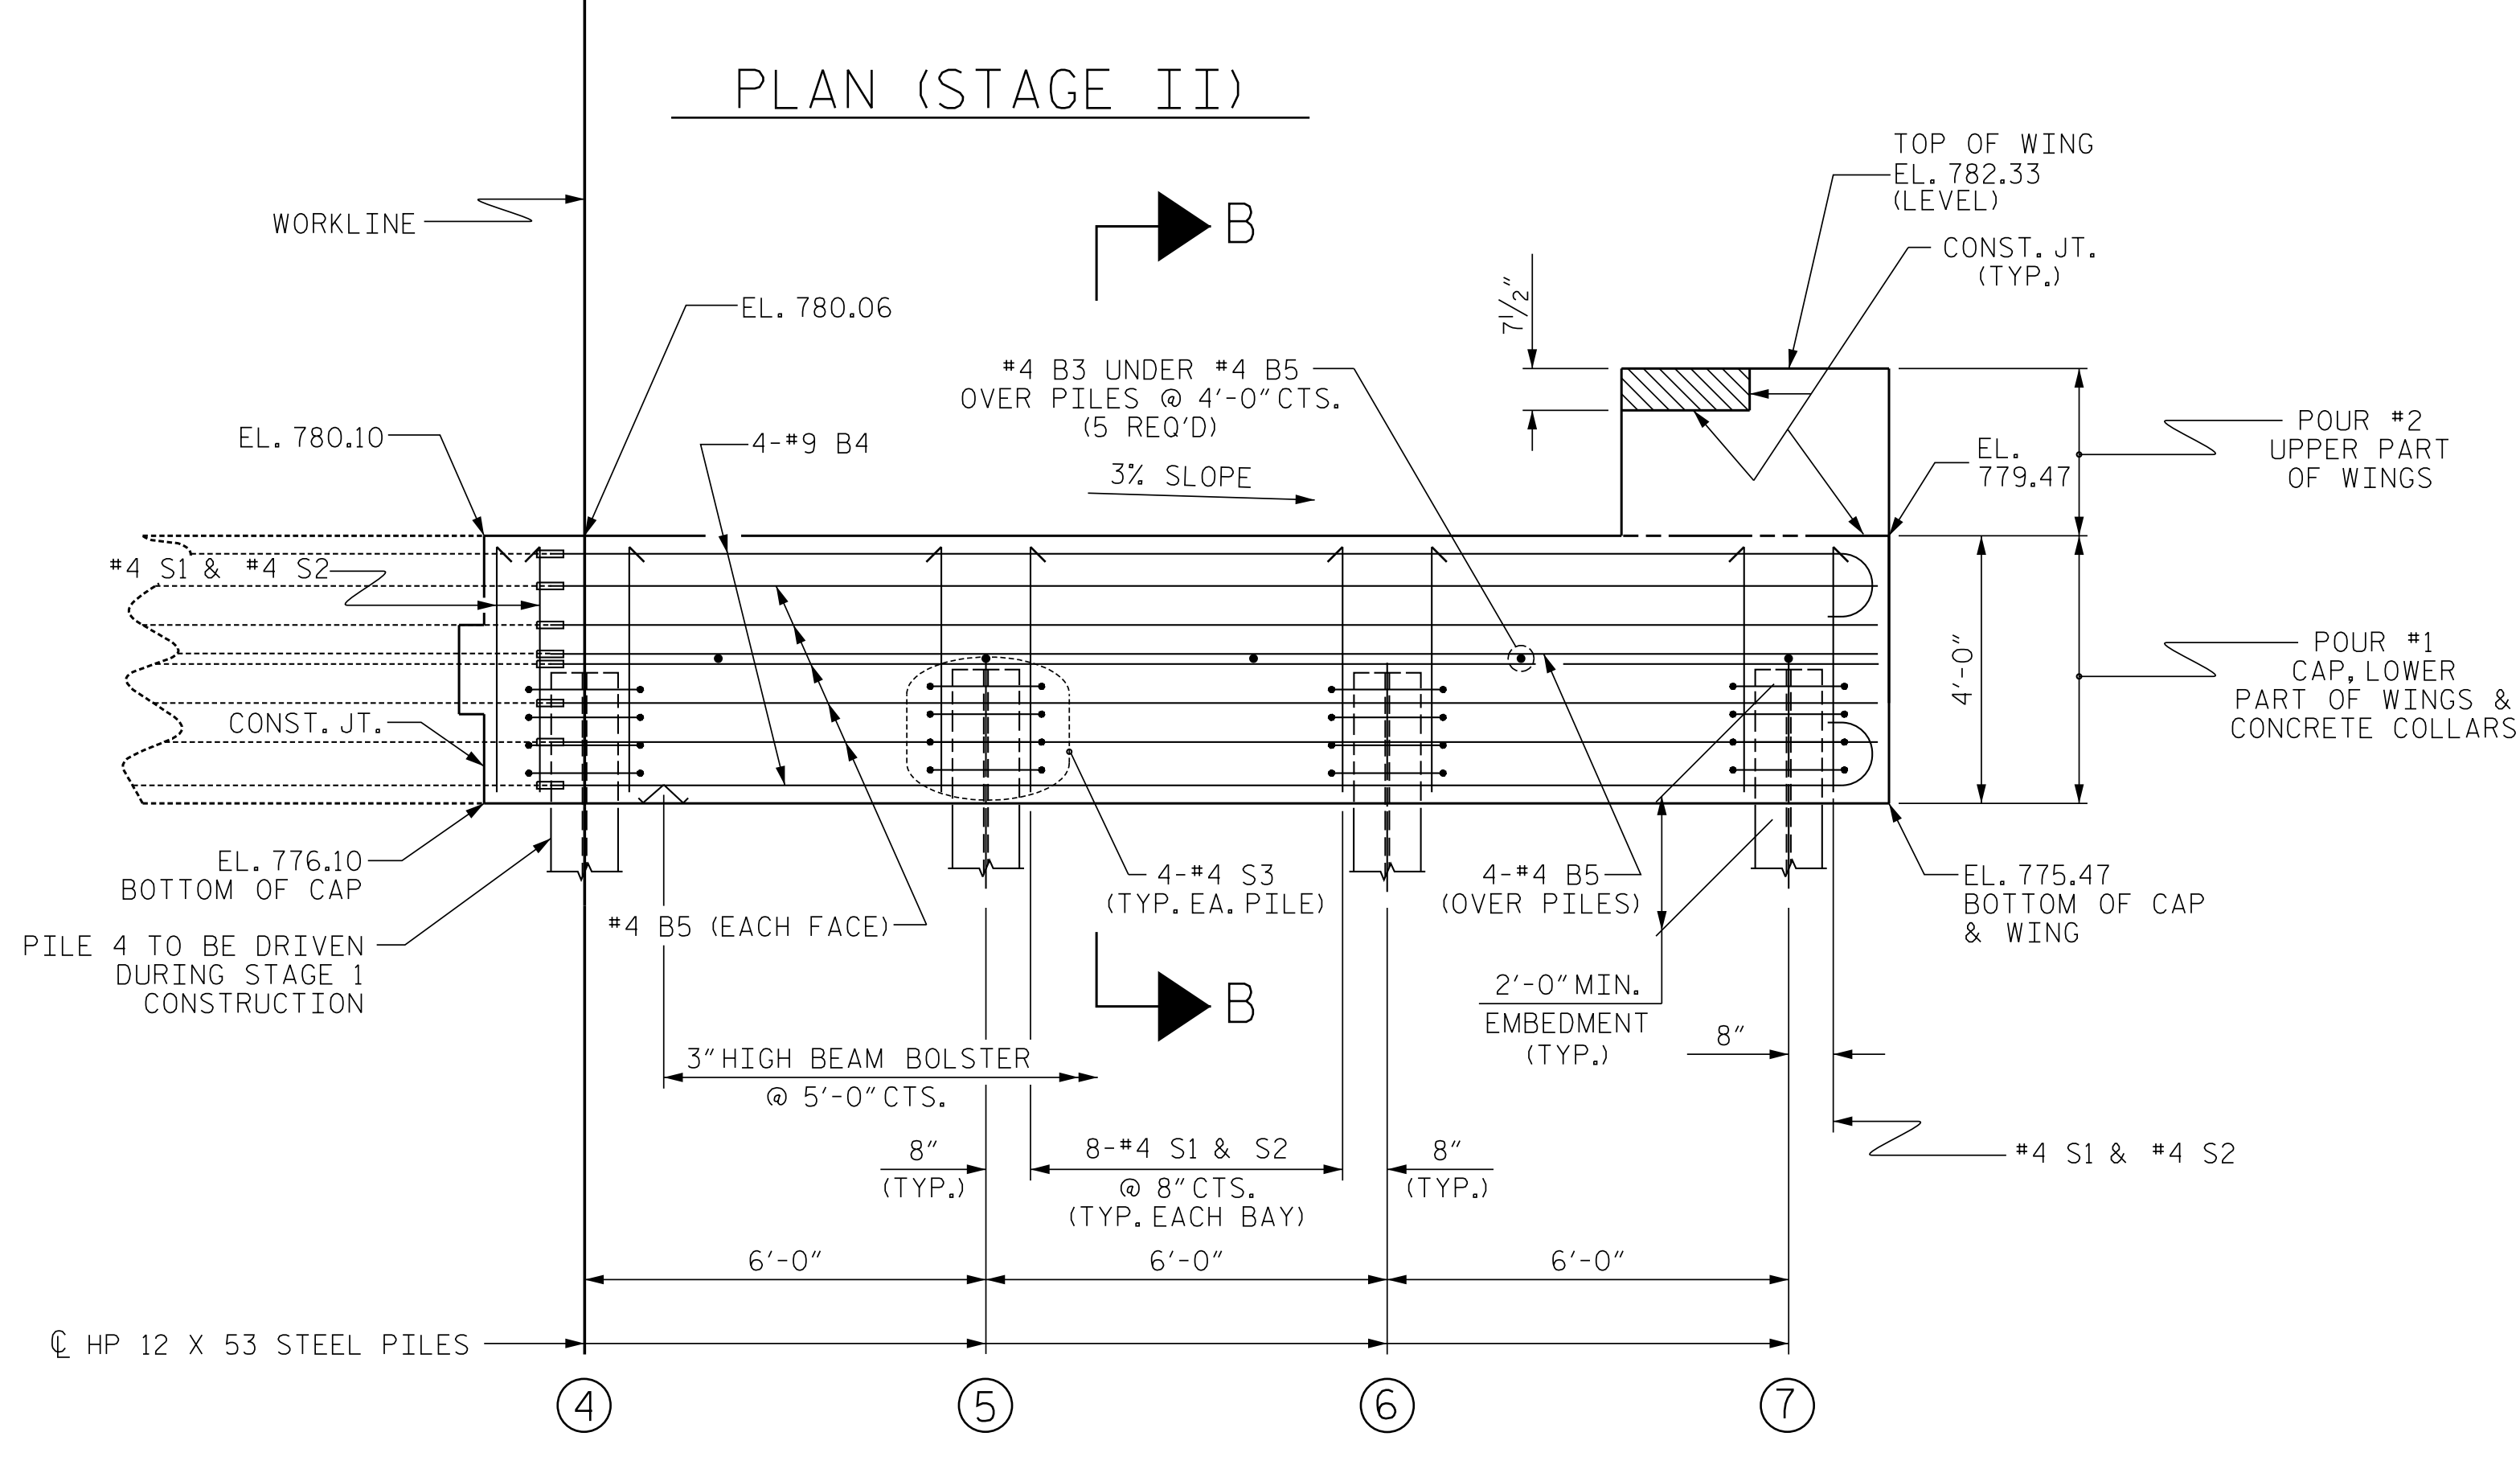 PLAN (STAGE II)
WORKLINE
B
TOP OF WING
EL. 782.33
(LEVEL)
CONST. JT.
(TYP.)
EL. 780.06
7½"
#4 B3 UNDER #4 B5
OVER PILES @ 4'-0" CTS.
(5 REQ'D)
EL. 780.10
4-#9 B4
3% SLOPE
EL.
779.47
POUR #2
UPPER PART
OF WINGS
#4 S1 & #4 S2
4'-0"
POUR #1
CAP, LOWER
PART OF WINGS &
CONCRETE COLLARS
CONST. JT.
EL. 776.10
BOTTOM OF CAP
4-#4 S3
(TYP. EA. PILE)
4-#4 B5
(OVER PILES)
EL. 775.47
BOTTOM OF CAP
& WING
#4 B5 (EACH FACE)
PILE 4 TO BE DRIVEN
DURING STAGE 1
CONSTRUCTION
B
2'-0" MIN.
EMBEDMENT
(TYP.)
8"
3" HIGH BEAM BOLSTER
@ 5'-0" CTS.
8"
(TYP.)
8-#4 S1 & S2
@ 8" CTS.
(TYP. EACH BAY)
8"
(TYP.)
#4 S1 & #4 S2
6'-0"
6'-0"
6'-0"
℄ HP 12 X 53 STEEL PILES
4
5
6
7